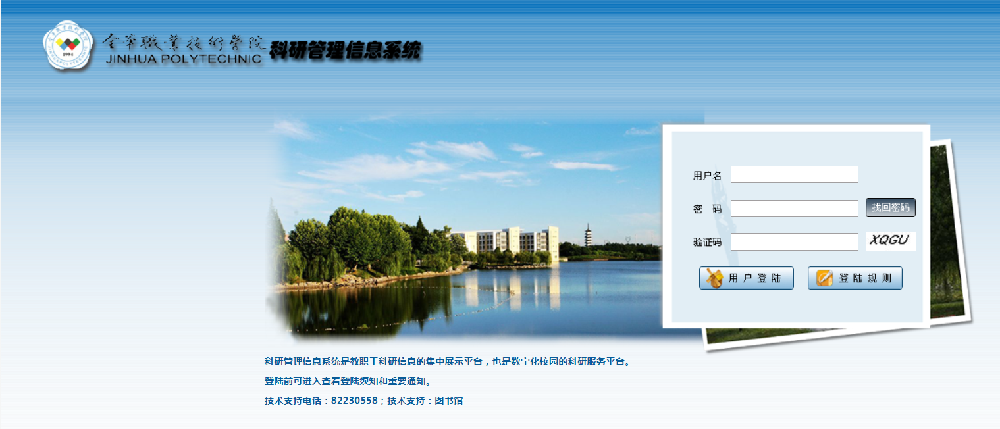 金华职业技术学院
JINHUA POLYTECHNIC
科研管理信息系统
1994
用户名
密 码
找回密码
验证码
XQGU
用户登陆
登陆规则
科研管理信息系统是教职工科研信息的集中展示平台，也是数字化校园的科研服务平台。
登陆前可进入查看登陆须知和重要通知。
技术支持电话：82230558；技术支持：图书馆